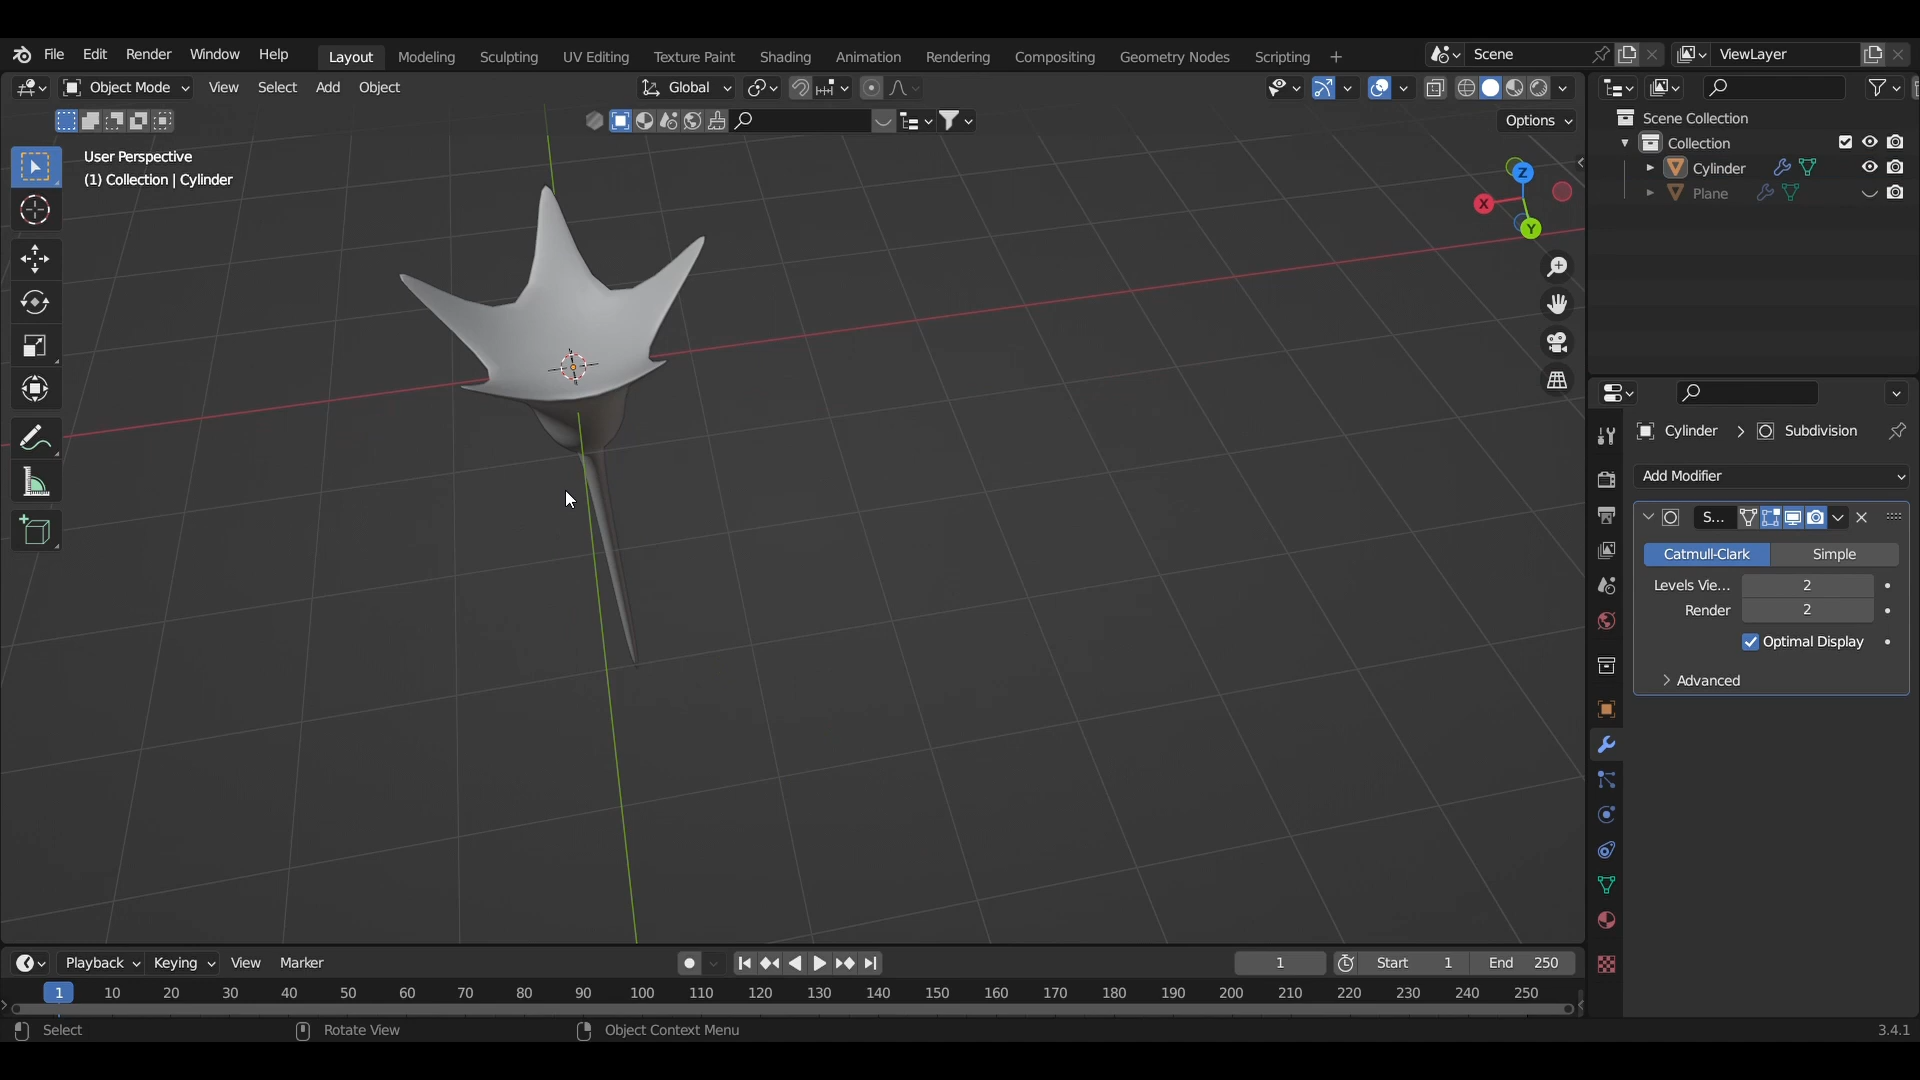 File Edit Render Window Help Layout Modeling Sculpting UV Editing Texture Paint Shading Animation Rendering Compositing Geometry Nodes Scripting + Scene ViewLayer
Object Mode View Select Add Object Global
Options
User Perspective
(1) Collection | Cylinder
Z
X
Y
Scene Collection
Collection
Cylinder
Plane
Cylinder > Subdivision
Add Modifier
S...
Catmull-Clark Simple
Levels Vie... 2
Render 2
Optimal Display
> Advanced
Playback Keying View Marker 1 Start 1 End 250
1 10 20 30 40 50 60 70 80 90 100 110 120 130 140 150 160 170 180 190 200 210 220 230 240 250
Select Rotate View Object Context Menu 3.4.1